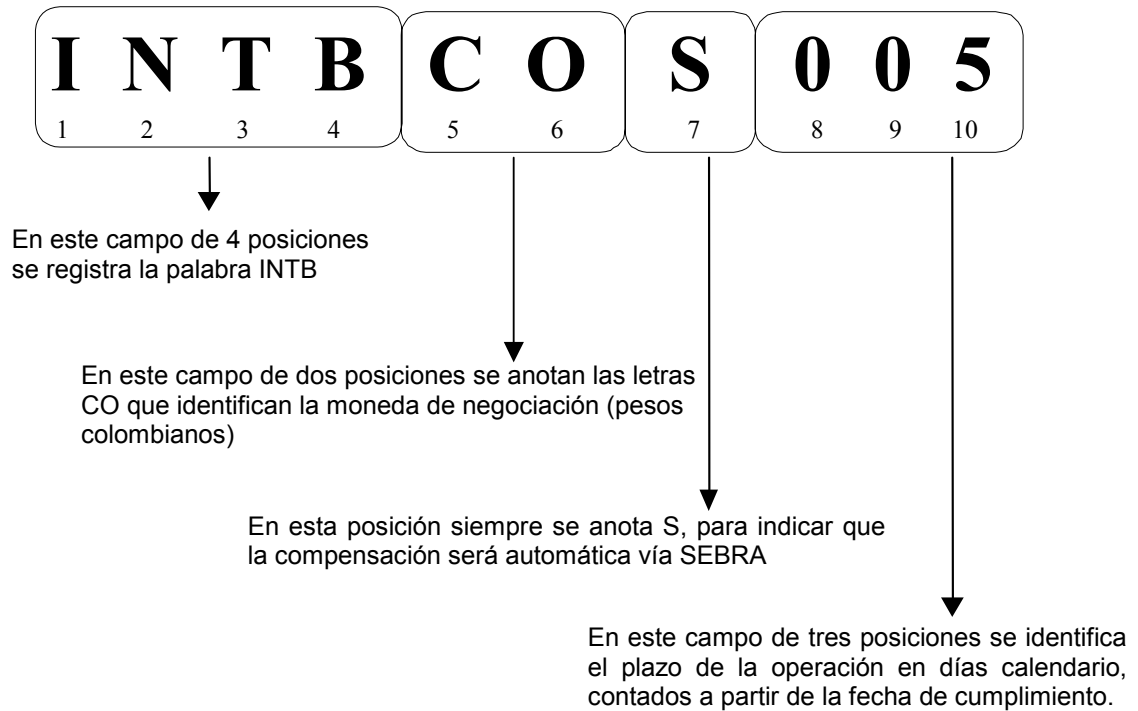 I N T B C O S 0 0 5
1 2 3 4 5 6 7 8 9 10
En este campo de 4 posiciones
se registra la palabra INTB
En este campo de dos posiciones se anotan las letras
CO que identifican la moneda de negociación (pesos
colombianos)
En esta posición siempre se anota S, para indicar que
la compensación será automática vía SEBRA
En este campo de tres posiciones se identifica
el plazo de la operación en días calendario,
contados a partir de la fecha de cumplimiento.